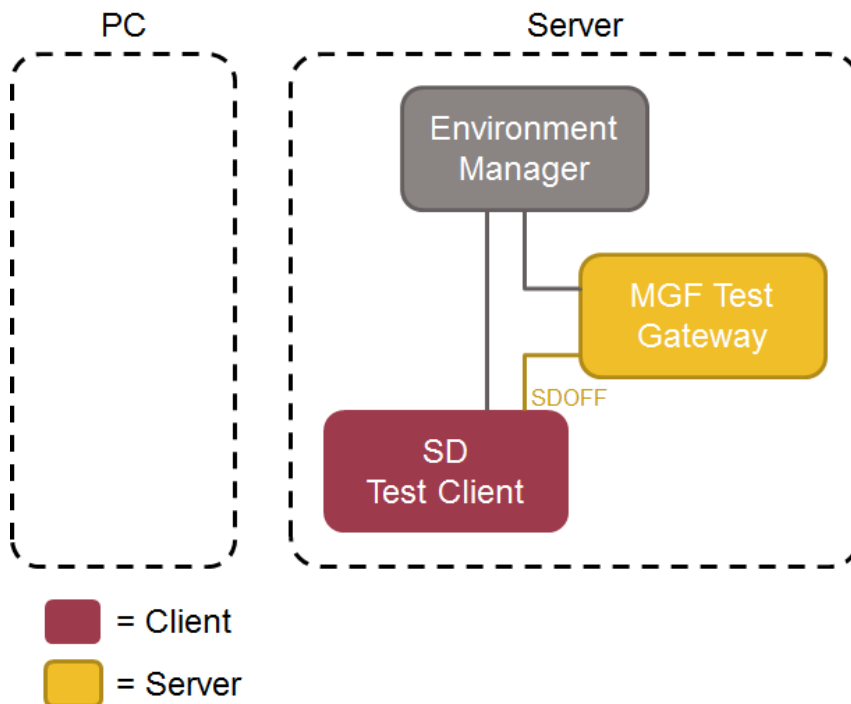 PC
Server
Environment
Manager
MGF Test
Gateway
SDOFF
SD
Test Client
= Client
= Server